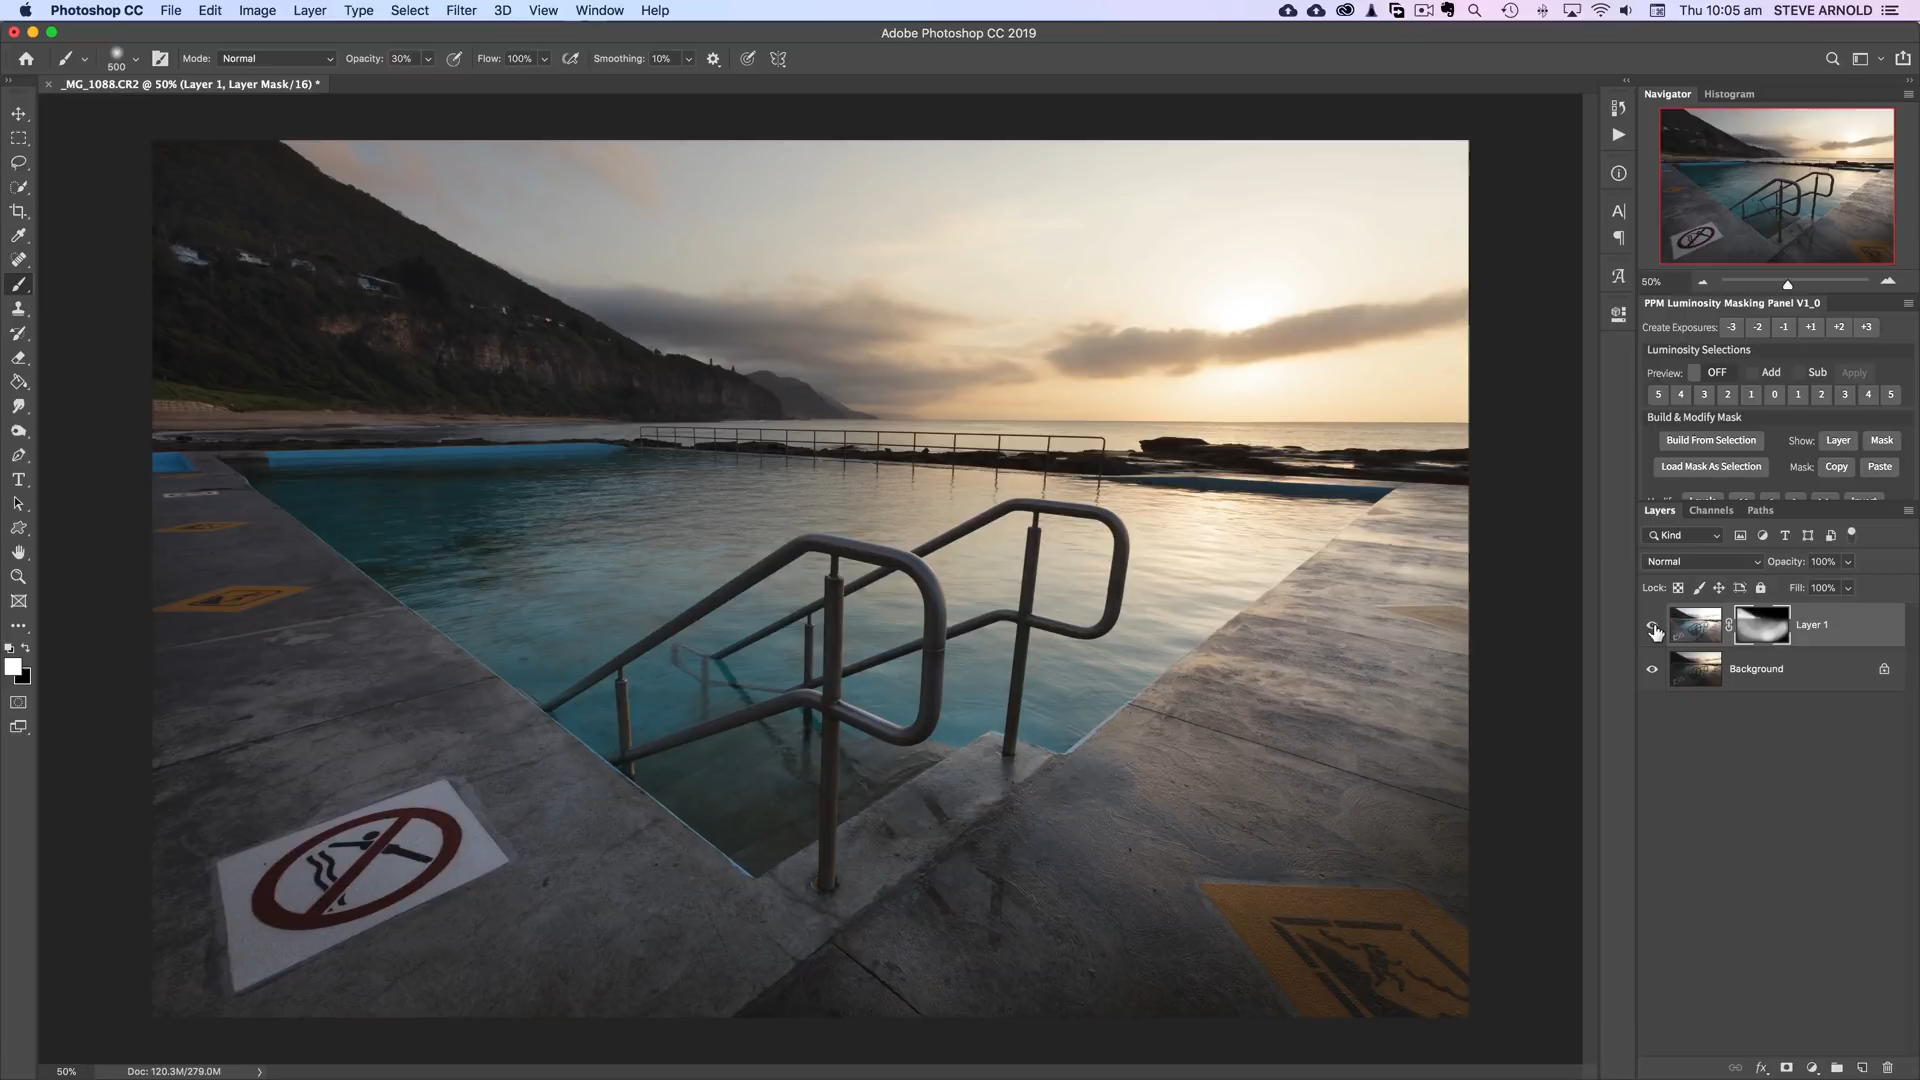 Photoshop CC File Edit Image Layer Type Select Filter 3D View Window Help Thu 10:05 am STEVE ARNOLD
Adobe Photoshop CC 2019
500 Mode: Normal Opacity: 30% Flow: 100% Smoothing: 10%
_MG_1088.CR2 @ 50% (Layer 1, Layer Mask/16) *
Navigator Histogram
50%
PPM Luminosity Masking Panel V1_0
Create Exposures: -3 -2 -1 +1 +2 +3
Luminosity Selections
Preview: OFF Add Sub Apply
5 4 3 2 1 0 1 2 3 4 5
Build & Modify Mask
Build From Selection Show: Layer Mask
Load Mask As Selection Mask: Copy Paste
Layers Channels Paths
Kind
Normal Opacity: 100%
Lock: Fill: 100%
Layer 1
Background
50% Doc: 120.3M/279.0M